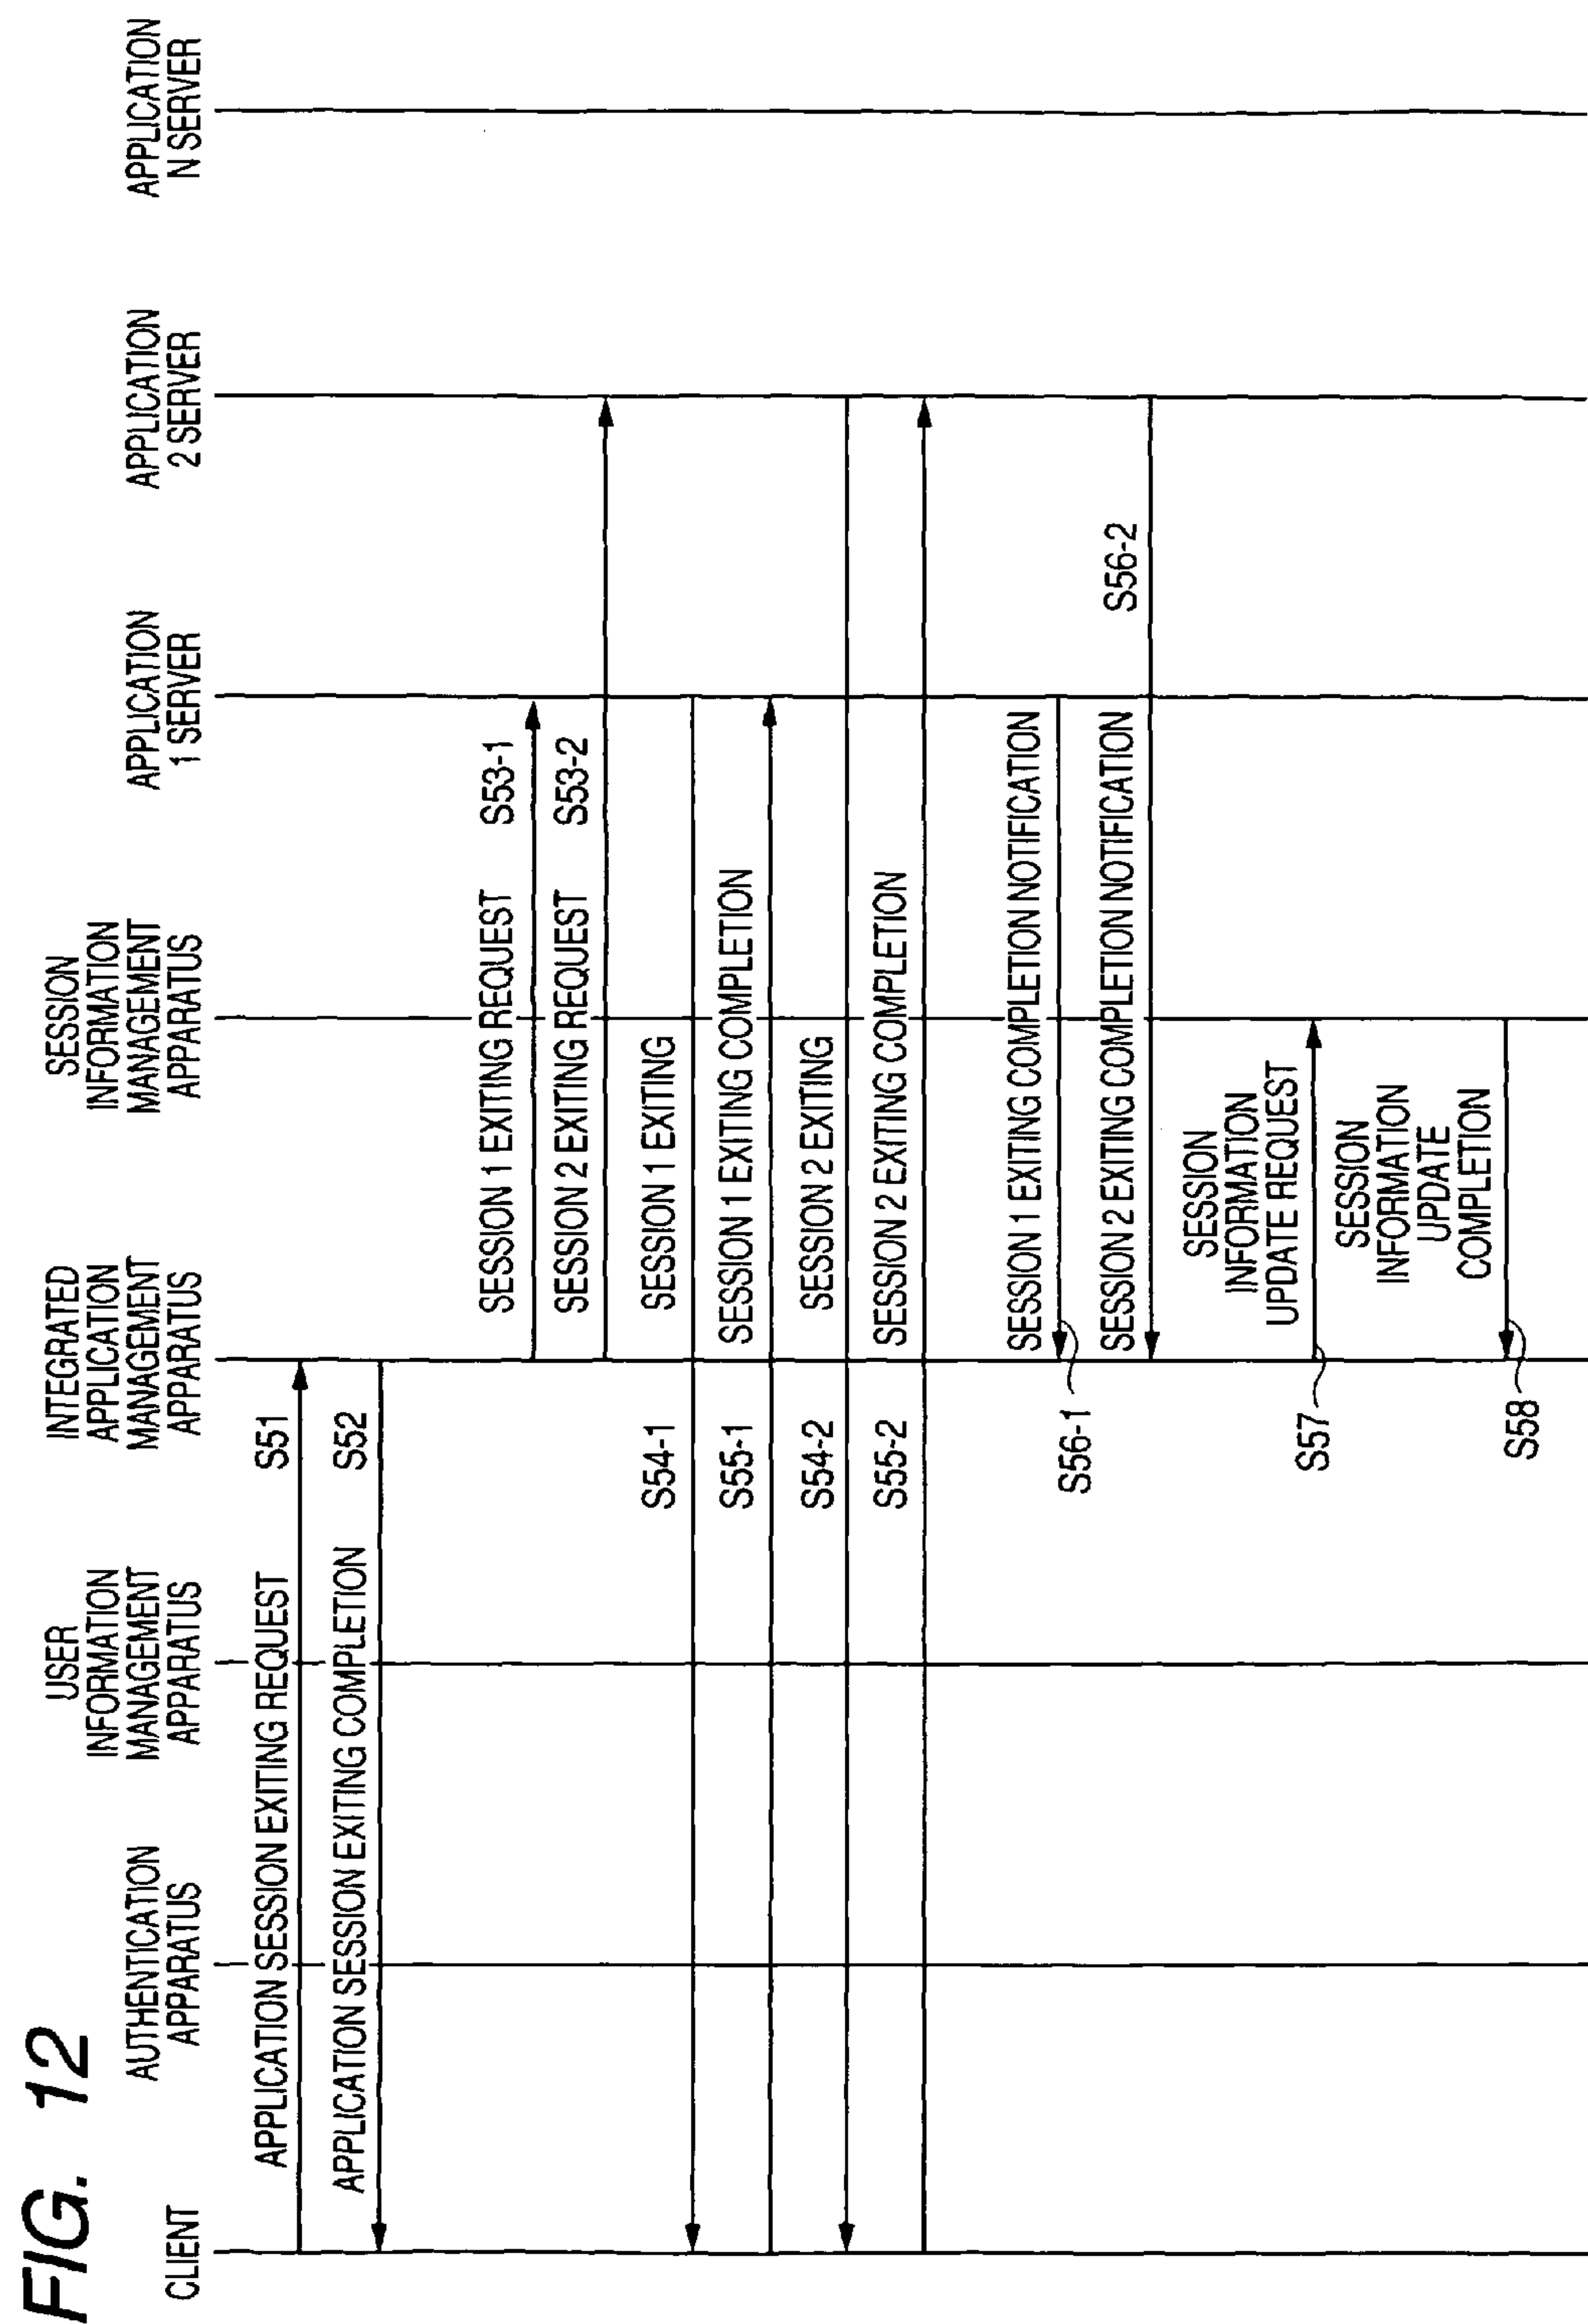 FIG. 12
CLIENT
AUTHENTICATION
APPARATUS
USER
INFORMATION
MANAGEMENT
APPARATUS
INTEGRATED
APPLICATION
MANAGEMENT
APPARATUS
SESSION
INFORMATION
MANAGEMENT
APPARATUS
APPLICATION
1 SERVER
APPLICATION
2 SERVER
APPLICATION
N SERVER
APPLICATION SESSION EXITING REQUEST S51
APPLICATION SESSION EXITING COMPLETION S52
SESSION 1 EXITING REQUEST S53-1
SESSION 2 EXITING REQUEST S53-2
S54-1 SESSION 1 EXITING
S55-1 SESSION 1 EXITING COMPLETION
S54-2 SESSION 2 EXITING
S55-2 SESSION 2 EXITING COMPLETION
SESSION 1 EXITING COMPLETION NOTIFICATION
S56-1
SESSION 2 EXITING COMPLETION NOTIFICATION S56-2
SESSION
INFORMATION
UPDATE REQUEST
S57
SESSION
INFORMATION
UPDATE
COMPLETION
S58